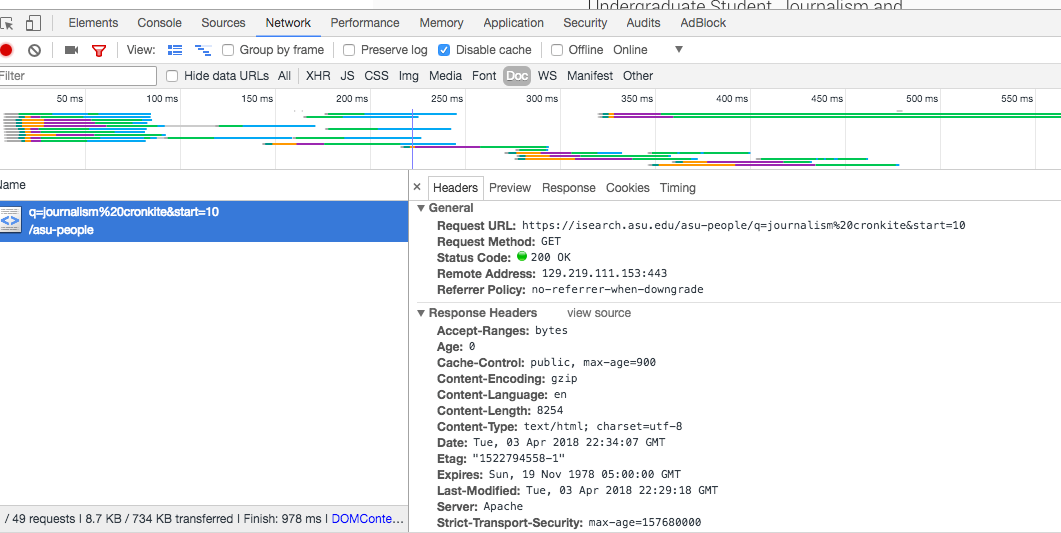 Undergraduate Student, Journalism and
Elements Console Sources Network Performance Memory Application Security Audits AdBlock
View: Group by frame Preserve log Disable cache Offline Online
Filter Hide data URLs All XHR JS CSS Img Media Font Doc WS Manifest Other
50 ms 100 ms 150 ms 200 ms 250 ms 300 ms 350 ms 400 ms 450 ms 500 ms 550 ms
Name
q=journalism%20cronkite&start=10
/asu-people
/ 49 requests | 8.7 KB / 734 KB transferred | Finish: 978 ms | DOMConte...
× Headers Preview Response Cookies Timing
General
Request URL: https://isearch.asu.edu/asu-people/q=journalism%20cronkite&start=10
Request Method: GET
Status Code: 200 OK
Remote Address: 129.219.111.153:443
Referrer Policy: no-referrer-when-downgrade
Response Headers view source
Accept-Ranges: bytes
Age: 0
Cache-Control: public, max-age=900
Content-Encoding: gzip
Content-Language: en
Content-Length: 8254
Content-Type: text/html; charset=utf-8
Date: Tue, 03 Apr 2018 22:34:07 GMT
Etag: "1522794558-1"
Expires: Sun, 19 Nov 1978 05:00:00 GMT
Last-Modified: Tue, 03 Apr 2018 22:29:18 GMT
Server: Apache
Strict-Transport-Security: max-age=157680000